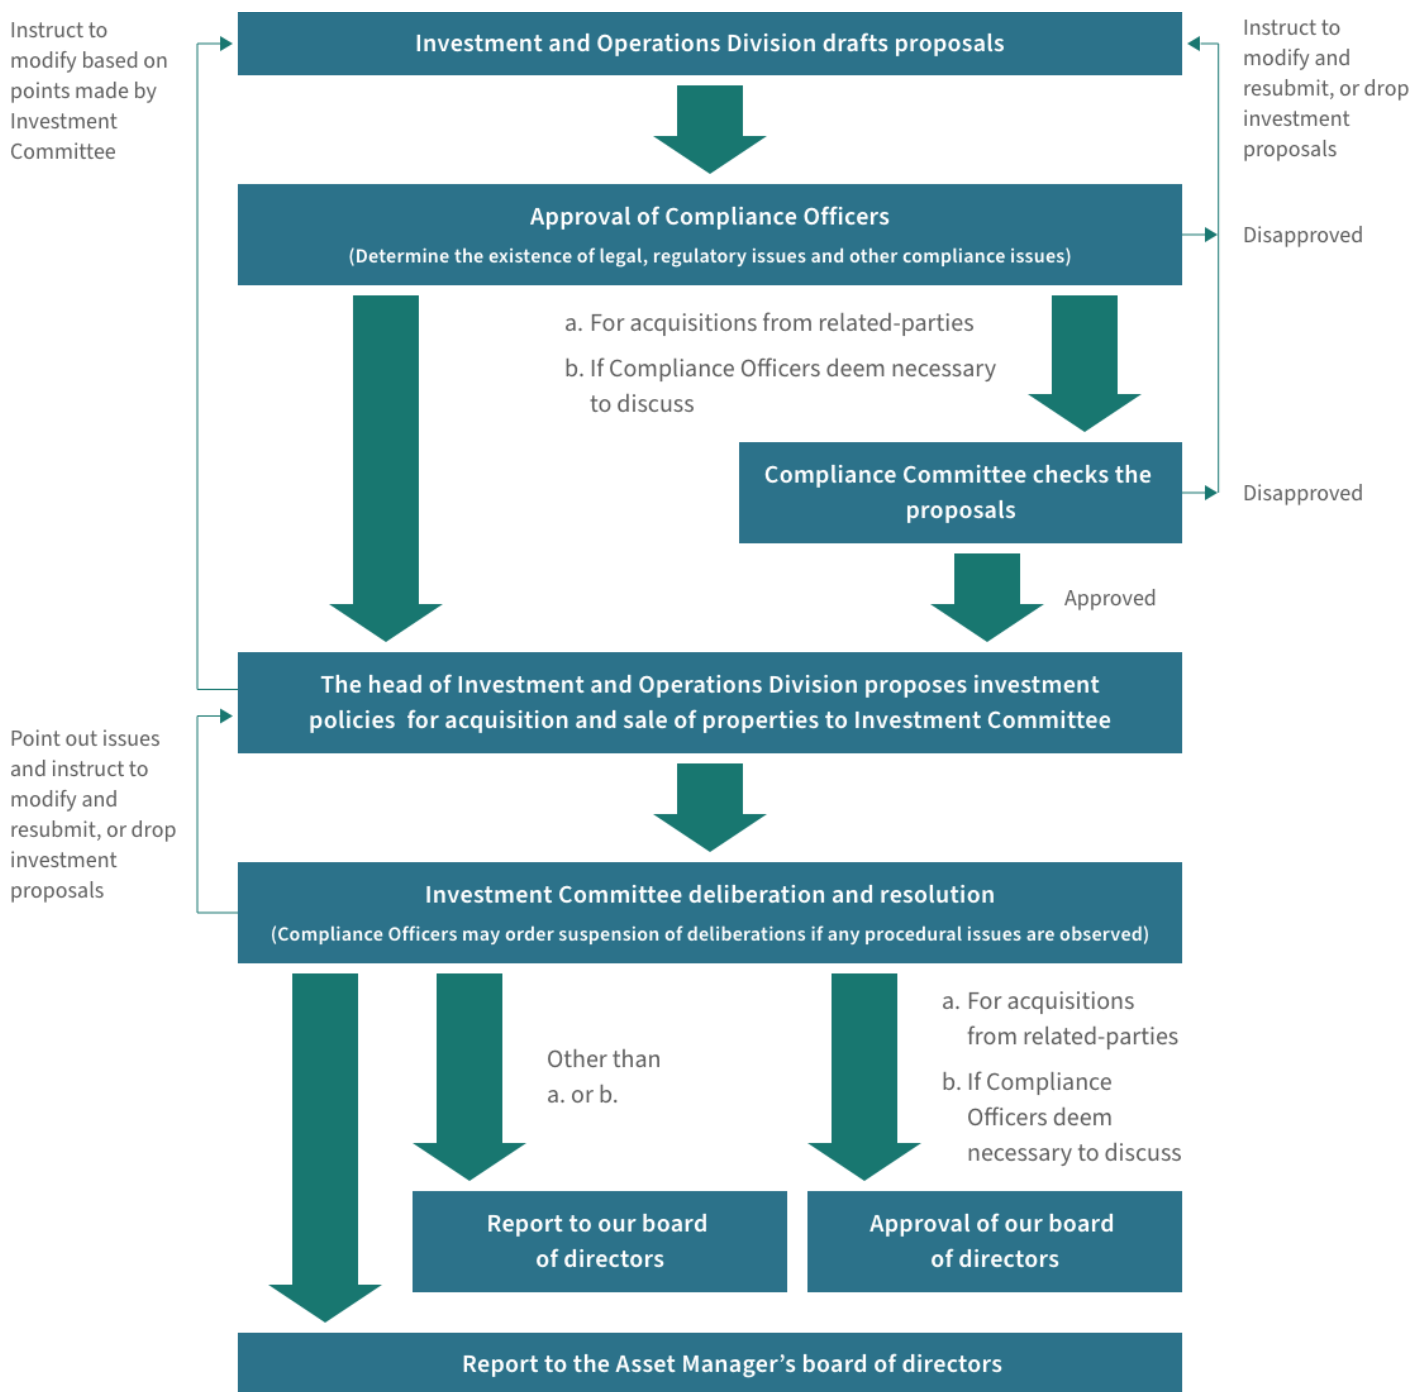 Instruct to
modify based on
points made by
Investment
Committee
Investment and Operations Division drafts proposals
Instruct to
modify and
resubmit, or drop
investment
proposals
Approval of Compliance Officers
(Determine the existence of legal, regulatory issues and other compliance issues)
Disapproved
a. For acquisitions from related-parties
b. If Compliance Officers deem necessary
to discuss
Compliance Committee checks the
proposals
Disapproved
Approved
The head of Investment and Operations Division proposes investment
policies for acquisition and sale of properties to Investment Committee
Point out issues
and instruct to
modify and
resubmit, or drop
investment
proposals
Investment Committee deliberation and resolution
(Compliance Officers may order suspension of deliberations if any procedural issues are observed)
Other than
a. or b.
a. For acquisitions
from related-parties
b. If Compliance
Officers deem
necessary to discuss
Report to our board
of directors
Approval of our board
of directors
Report to the Asset Manager’s board of directors